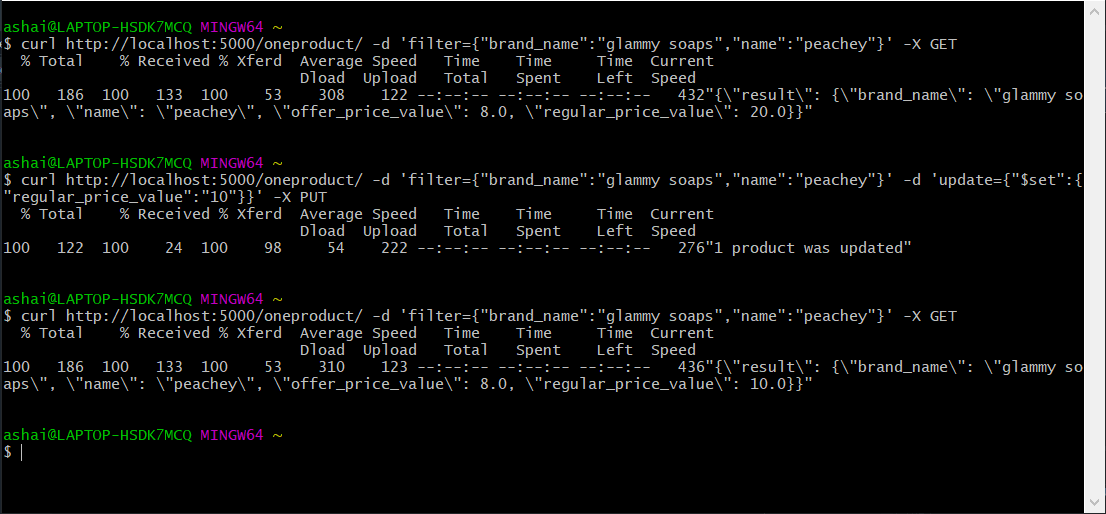 ashai@LAPTOP-HSDK7MCQ MINGW64 ~
$ curl http://localhost:5000/oneproduct/ -d 'filter={"brand_name":"glammy soaps","name":"peachey"}' -X GET
  % Total    % Received % Xferd  Average Speed   Time    Time     Time  Current
                                 Dload  Upload   Total   Spent    Left  Speed
100   186  100   133  100    53    308    122 --:--:-- --:--:-- --:--:--   432"{\"result\": {\"brand_name\": \"glammy so
aps\", \"name\": \"peachey\", \"offer_price_value\": 8.0, \"regular_price_value\": 20.0}}"
ashai@LAPTOP-HSDK7MCQ MINGW64 ~
$ curl http://localhost:5000/oneproduct/ -d 'filter={"brand_name":"glammy soaps","name":"peachey"}' -d 'update={"$set":{
"regular_price_value":"10"}}' -X PUT
  % Total    % Received % Xferd  Average Speed   Time    Time     Time  Current
                                 Dload  Upload   Total   Spent    Left  Speed
100   122  100    24  100    98     54    222 --:--:-- --:--:-- --:--:--   276"1 product was updated"
ashai@LAPTOP-HSDK7MCQ MINGW64 ~
$ curl http://localhost:5000/oneproduct/ -d 'filter={"brand_name":"glammy soaps","name":"peachey"}' -X GET
  % Total    % Received % Xferd  Average Speed   Time    Time     Time  Current
                                 Dload  Upload   Total   Spent    Left  Speed
100   186  100   133  100    53    310    123 --:--:-- --:--:-- --:--:--   436"{\"result\": {\"brand_name\": \"glammy so
aps\", \"name\": \"peachey\", \"offer_price_value\": 8.0, \"regular_price_value\": 10.0}}"
ashai@LAPTOP-HSDK7MCQ MINGW64 ~
$